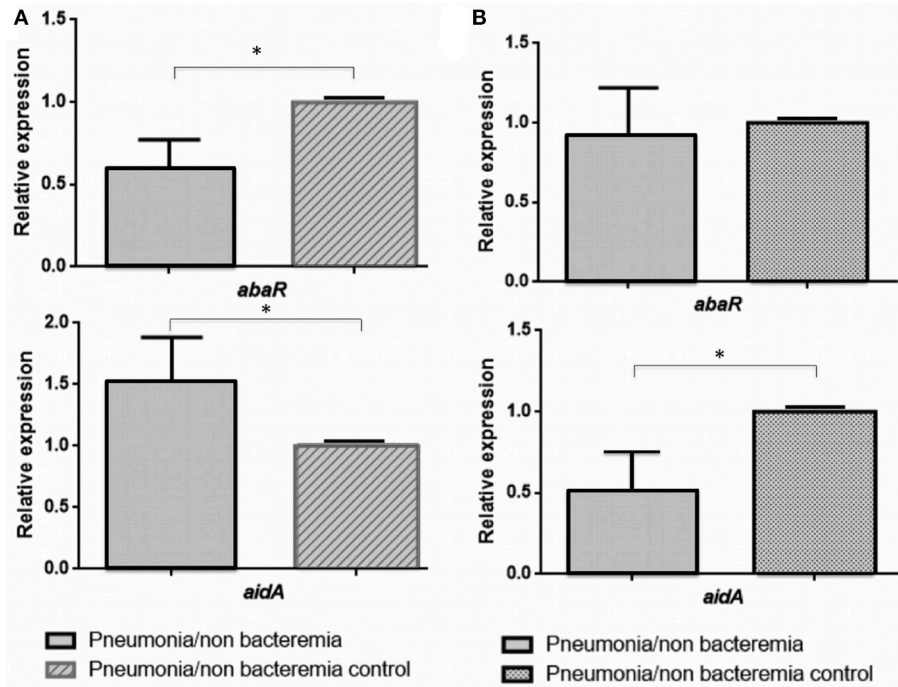 A
1.5
1.0
0.5
0.0
Relative expression
*
abaR
2.0
1.5
1.0
0.5
0.0
Relative expression
*
aidA
Pneumonia/non bacteremia
Pneumonia/non bacteremia control
B
1.5
1.0
0.5
0.0
Relative expression
abaR
1.5
1.0
0.5
0.0
Relative expression
*
aidA
Pneumonia/non bacteremia
Pneumonia/non bacteremia control